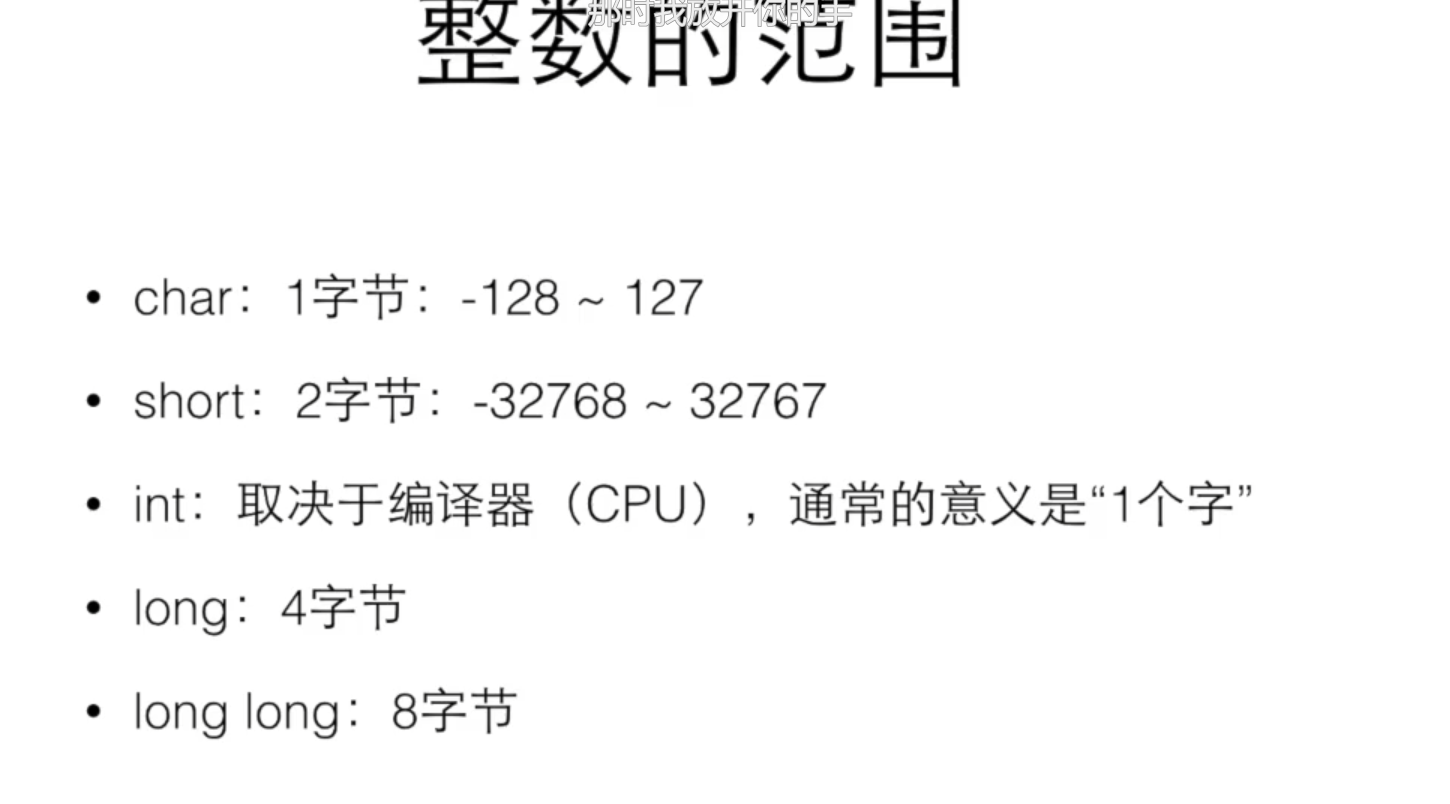 那时我放开你的手
整数的范围
• char：1字节：-128 ~ 127
• short：2字节：-32768 ~ 32767
• int：取决于编译器（CPU），通常的意义是“1个字”
• long：4字节
• long long：8字节